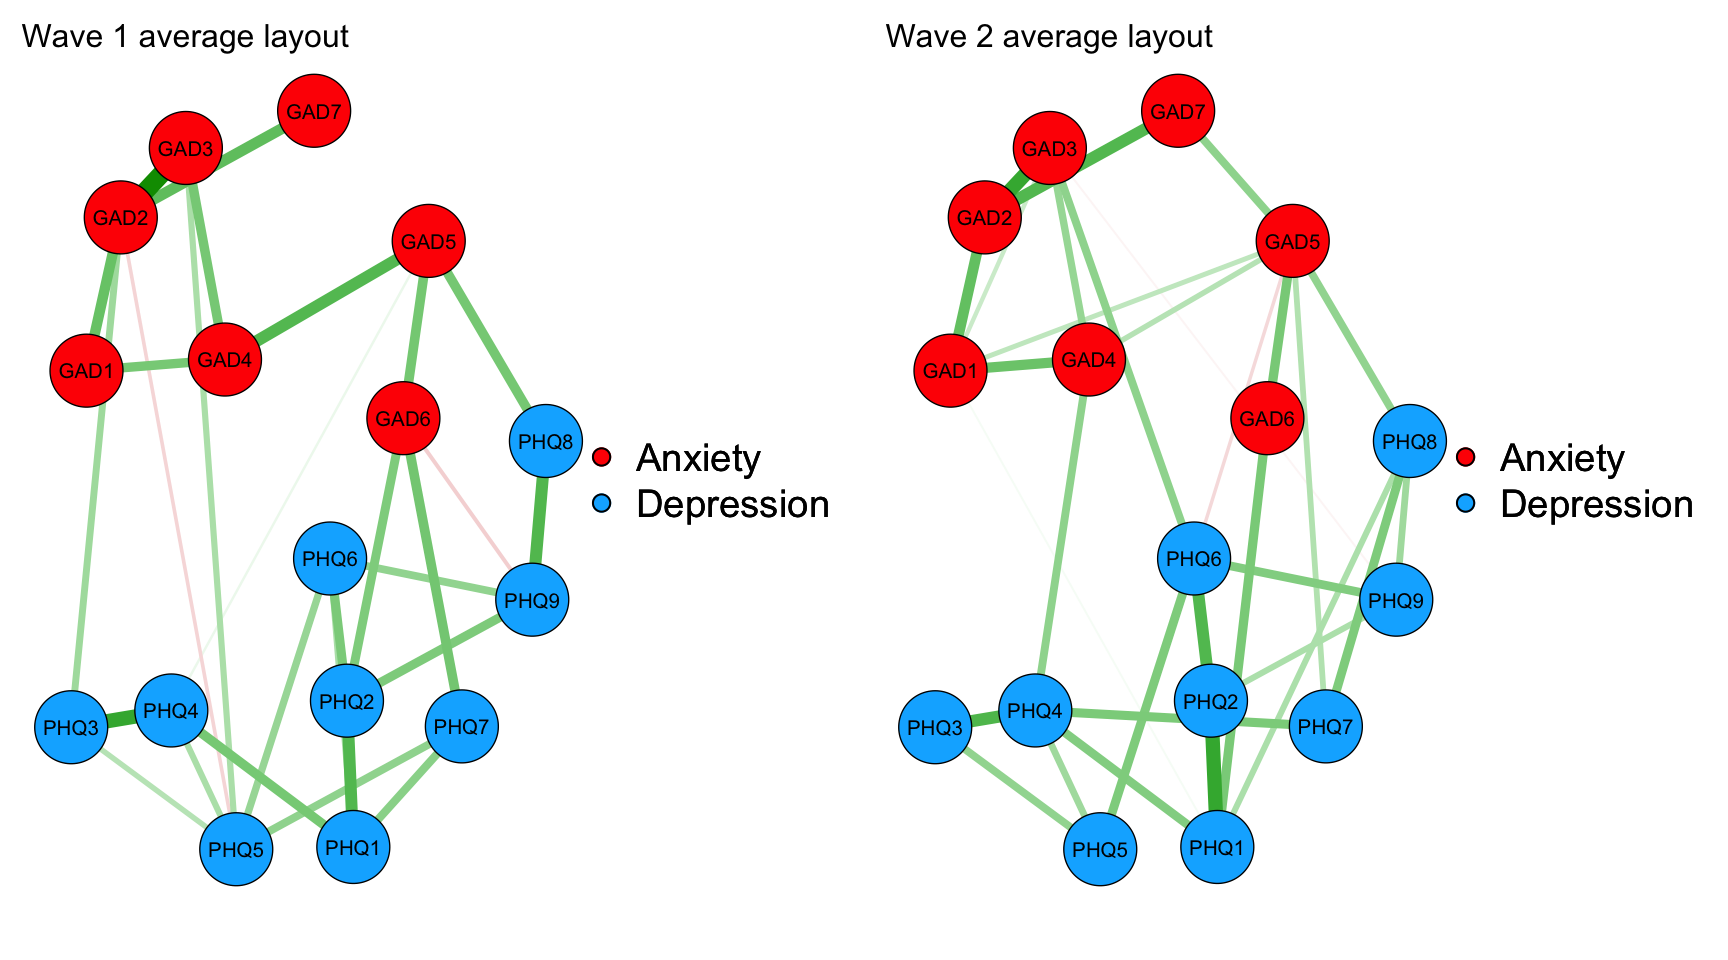 Wave 1 average layout
GAD7
GAD3
GAD2
GAD5
GAD4
GAD1
GAD6
PHQ8
PHQ6
PHQ9
PHQ2
PHQ4
PHQ3
PHQ7
PHQ1
PHQ5
Anxiety
Depression
Wave 2 average layout
GAD7
GAD3
GAD2
GAD5
GAD4
GAD1
GAD6
PHQ8
PHQ6
PHQ9
PHQ2
PHQ4
PHQ3
PHQ7
PHQ1
PHQ5
Anxiety
Depression